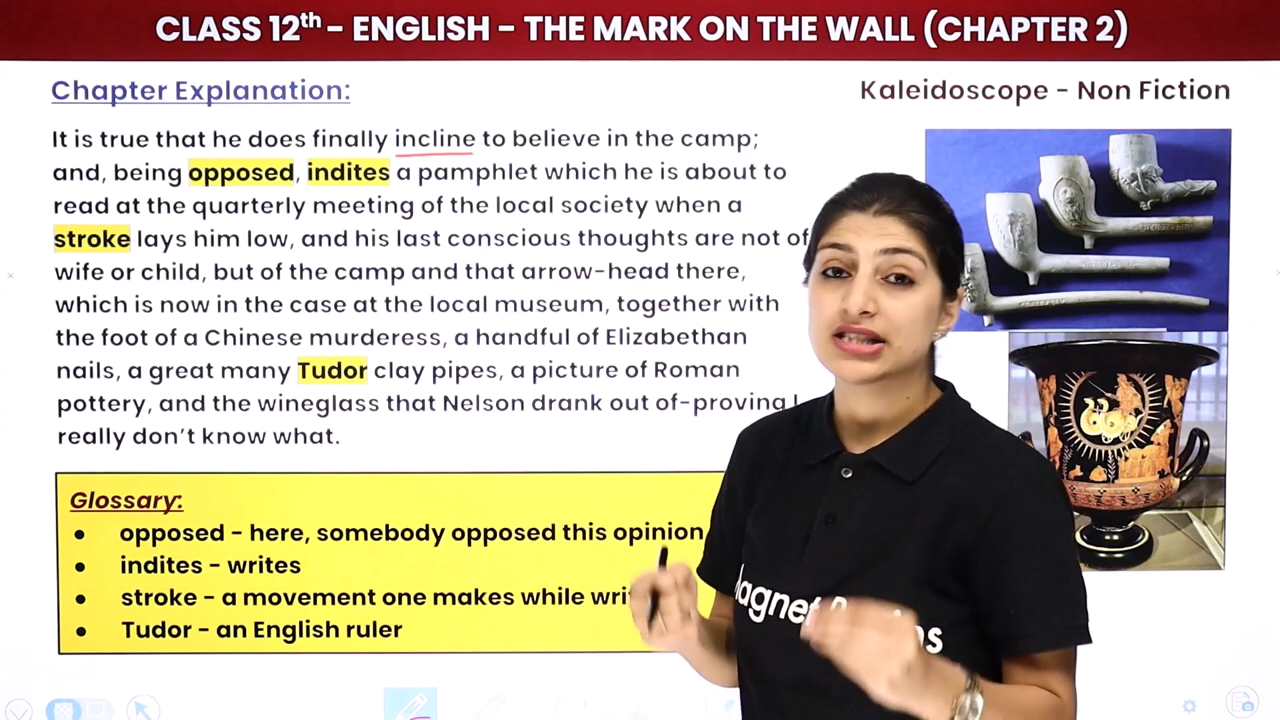 CLASS 12th - ENGLISH - THE MARK ON THE WALL (CHAPTER 2)
Chapter Explanation:
Kaleidoscope - Non Fiction
It is true that he does finally incline to believe in the camp;
and, being opposed, indites a pamphlet which he is about to
read at the quarterly meeting of the local society when a
stroke lays him low, and his last conscious thoughts are not of
wife or child, but of the camp and that arrow-head there,
which is now in the case at the local museum, together with
the foot of a Chinese murderess, a handful of Elizabethan
nails, a great many Tudor clay pipes, a picture of Roman
pottery, and the wineglass that Nelson drank out of-proving I
really don't know what.
Glossary:
• opposed - here, somebody opposed this opinion
• indites - writes
• stroke - a movement one makes while
• Tudor - an English ruler